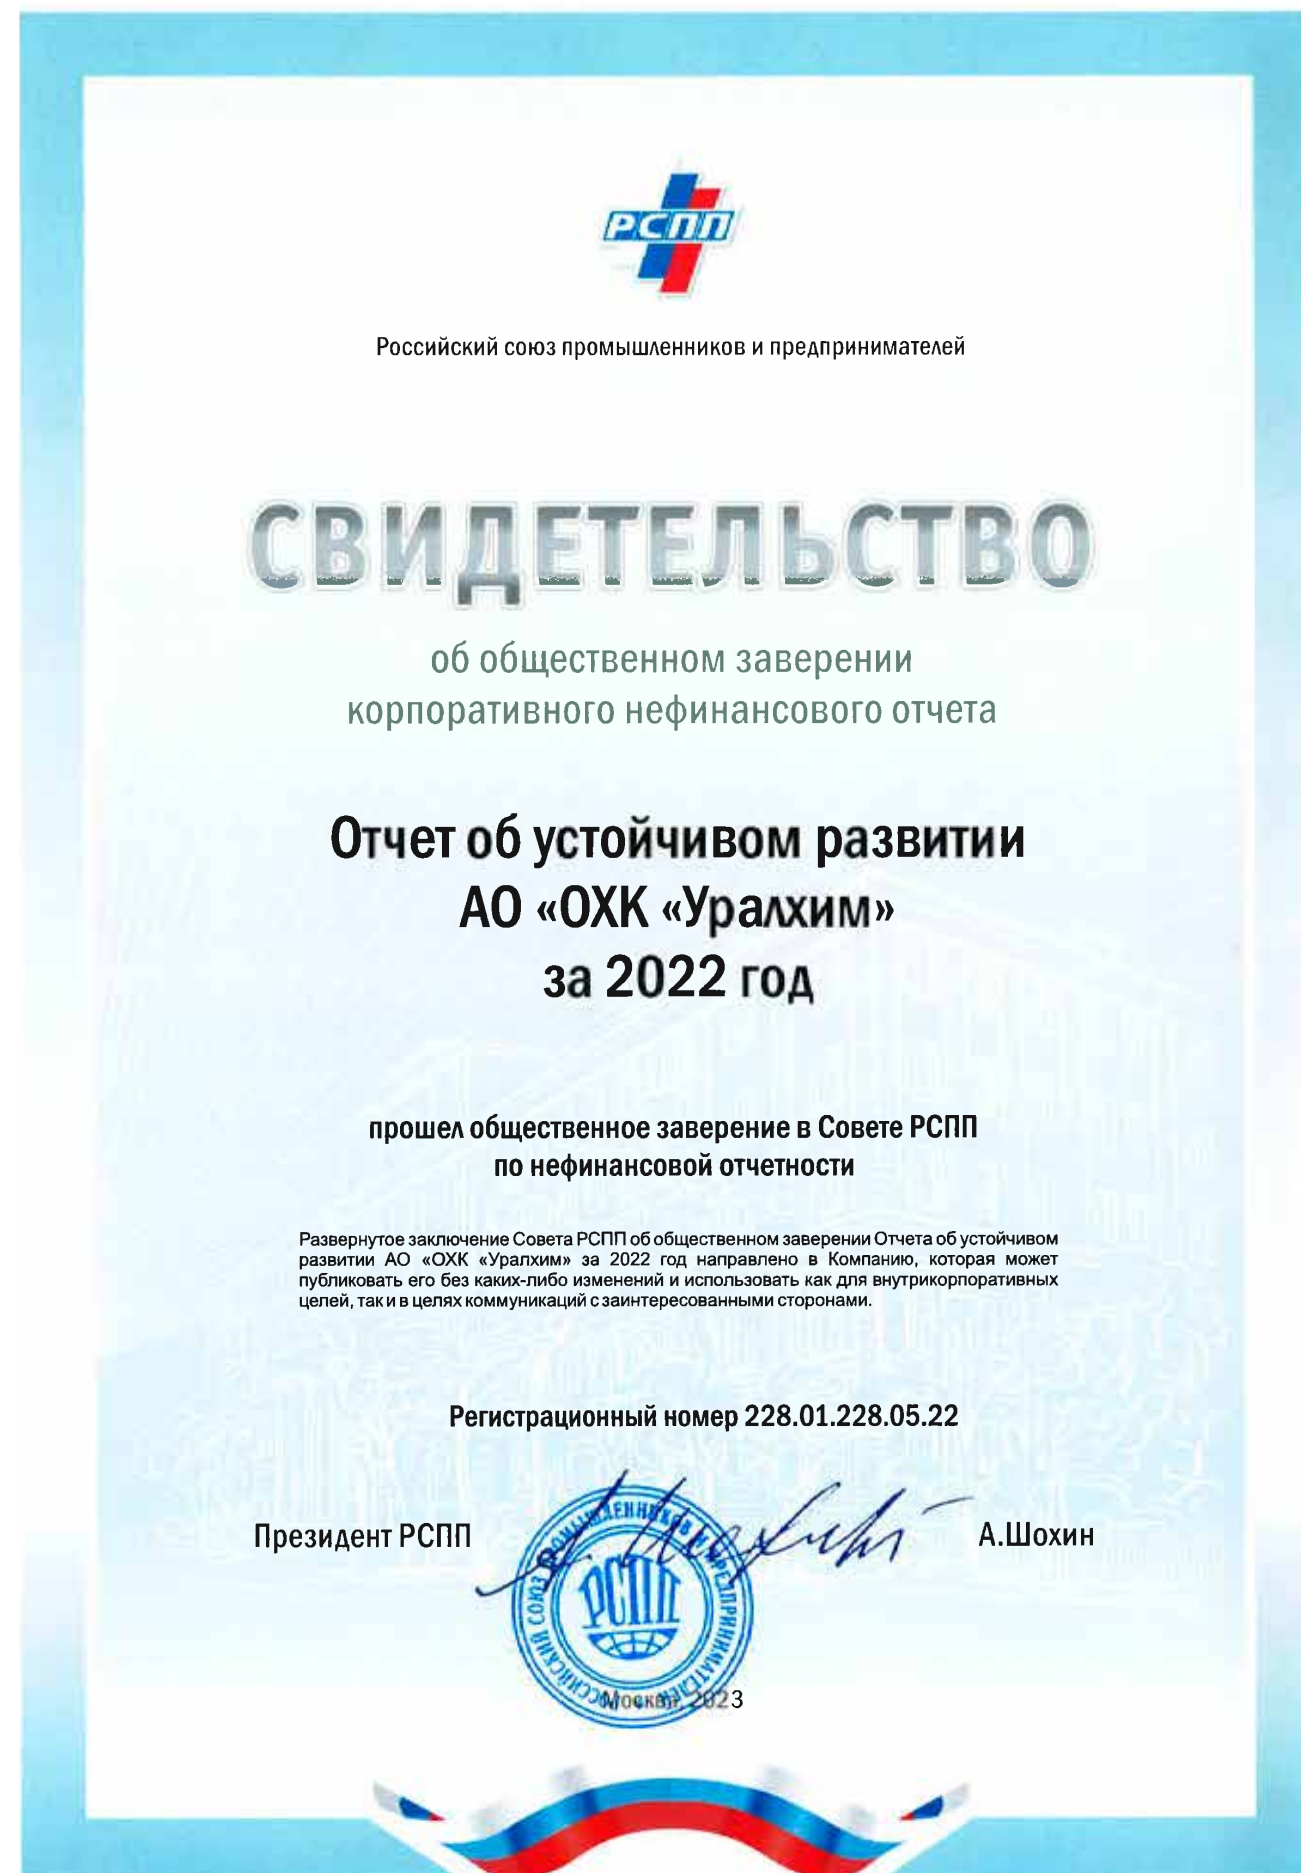 РСПП
Российский союз промышленников и предпринимателей
СВИДЕТЕЛЬСТВО
об общественном заверении
корпоративного нефинансового отчета
Отчет об устойчивом развитии
АО «ОХК «Уралхим»
за 2022 год
прошел общественное заверение в Совете РСПП
по нефинансовой отчетности
Развернутое заключение Совета РСПП об общественном заверении Отчета об устойчивом
развитии АО «ОХК «Уралхим» за 2022 год направлено в Компанию, которая может
публиковать его без каких-либо изменений и использовать как для внутрикорпоративных
целей, так и в целях коммуникаций с заинтересованными сторонами.
Регистрационный номер 228.01.228.05.22
Президент РСПП
А.Шохин
РОССИЙСКИЙ СОЮЗ ПРОМЫШЛЕННИКОВ И ПРЕДПРИНИМАТЕЛЕЙ
РСПП
Москва, 2023